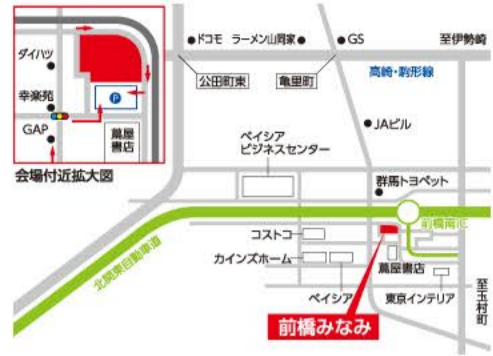 ダイハツ
幸楽苑
GAP
P
蔦屋
書店
会場付近拡大図
ドコモ
ラーメン山岡家
GS
至伊勢崎
公田町東
亀里町
高崎・駒形線
JAビル
ベイシア
ビジネスセンター
群馬トヨペット
前橋南IC
北関東自動車道
コストコ
カインズホーム
ベイシア
蔦屋書店
東京インテリア
至玉村町
前橋みなみ